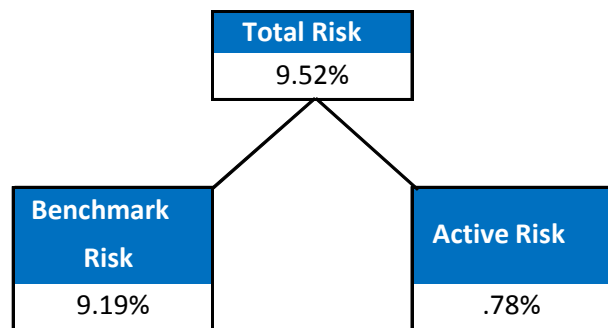 Total Risk
9.52%
Benchmark
Risk
9.19%
Active Risk
.78%